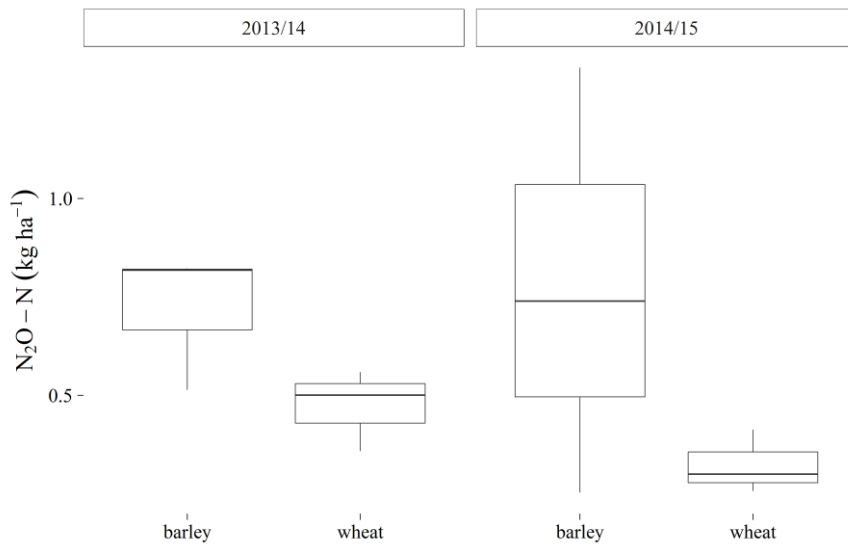 2013/14
2014/15
N₂O – N (kg ha⁻¹)
1.0
0.5
barley
wheat
barley
wheat